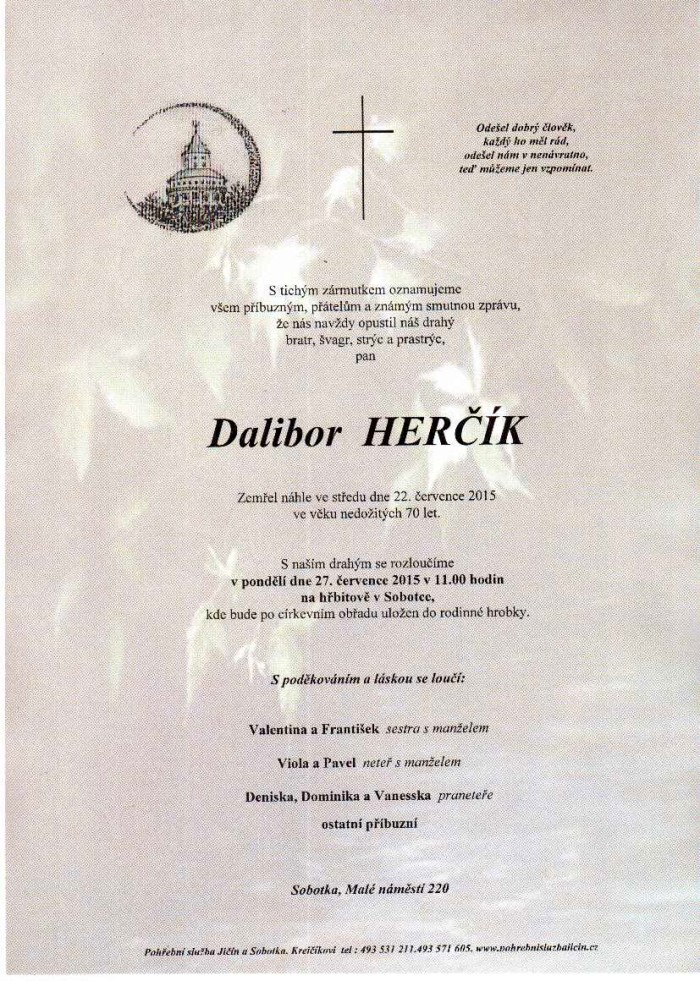 Odešel dobrý člověk,
každý ho měl rád,
odešel nám v nenávratno,
teď můžeme jen vzpomínat.
S tichým zármutkem oznamujeme
všem příbuzným, přátelům a známým smutnou zprávu,
že nás navždy opustil náš drahý
bratr, švagr, strýc a prastrýc,
pan
Dalibor HERČÍK
Zemřel náhle ve středu dne 22. července 2015
ve věku nedožitých 70 let.
S naším drahým se rozloučíme
v pondělí dne 27. července 2015 v 11.00 hodin
na hřbitově v Sobotce,
kde bude po církevním obřadu uložen do rodinné hrobky.
S poděkováním a láskou se loučí:
Valentina a František sestra s manželem
Viola a Pavel neteř s manželem
Deniska, Dominika a Vanesska praneteře
ostatní příbuzní
Sobotka, Malé náměstí 220
Pohřební služba Jičín a Sobotka. Krejčíkovi tel : 493 531 211.493 571 605. www.pohrebnisluzbajicin.cz